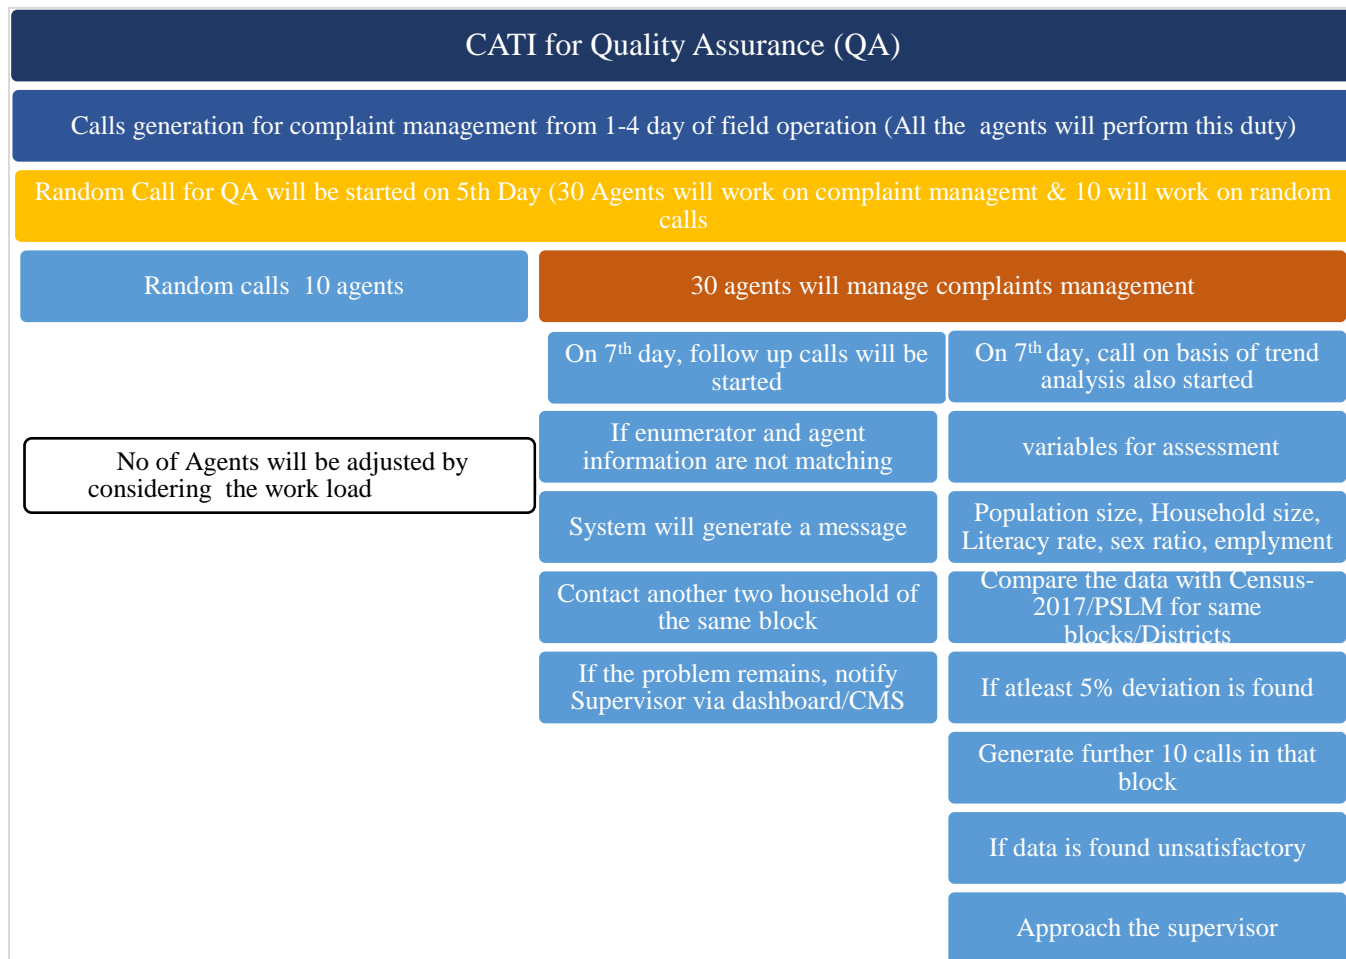 CATI for Quality Assurance (QA)
Calls generation for complaint management from 1-4 day of field operation (All the agents will perform this duty)
Random Call for QA will be started on 5th Day (30 Agents will work on complaint managemt & 10 will work on random
calls
Random calls 10 agents
30 agents will manage complaints management
No of Agents will be adjusted by
considering the work load
On 7th day, follow up calls will be
started
If enumerator and agent
information are not matching
System will generate a message
Contact another two household of
the same block
If the problem remains, notify
Supervisor via dashboard/CMS
On 7th day, call on basis of trend
analysis also started
variables for assessment
Population size, Household size,
Literacy rate, sex ratio, emplyment
Compare the data with Census-
2017/PSLM for same
blocks/Districts
If atleast 5% deviation is found
Generate further 10 calls in that
block
If data is found unsatisfactory
Approach the supervisor